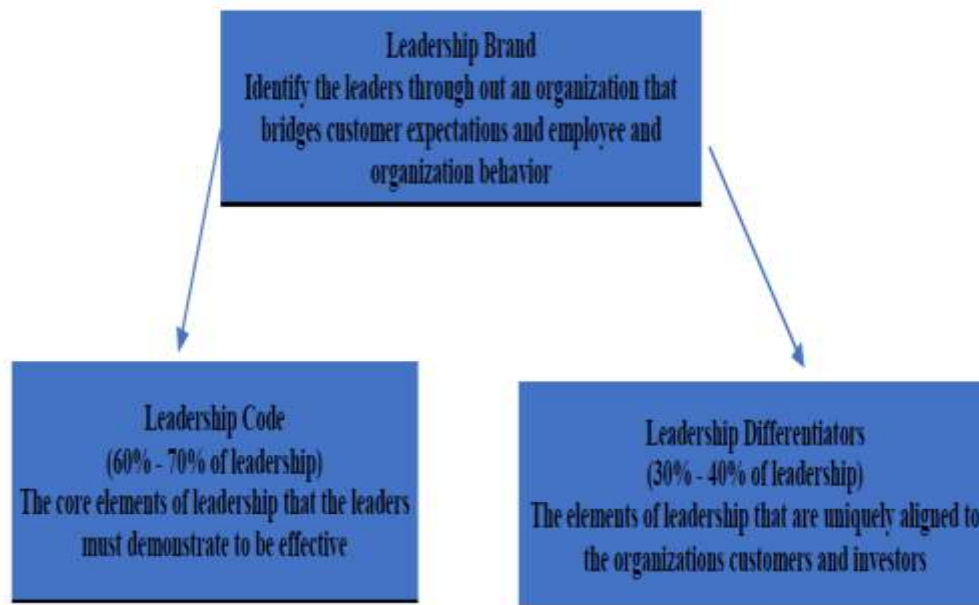 Leadership Brand
Identify the leaders through out an organization that
bridges customer expectations and employee and
organization behavior
Leadership Code
(60% - 70% of leadership)
The core elements of leadership that the leaders
must demonstrate to be effective
Leadership Differentiators
(30% - 40% of leadership)
The elements of leadership that are uniquely aligned to
the organizations customers and investors